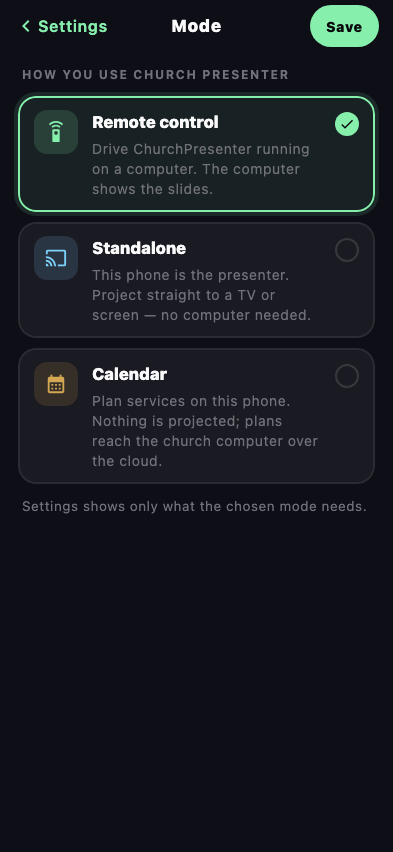 Settings
Mode
Save
HOW YOU USE CHURCH PRESENTER
Remote control
Drive ChurchPresenter running
on a computer. The computer
shows the slides.
Standalone
This phone is the presenter.
Project straight to a TV or
screen — no computer needed.
Calendar
Plan services on this phone.
Nothing is projected; plans
reach the church computer over
the cloud.
Settings shows only what the chosen mode needs.